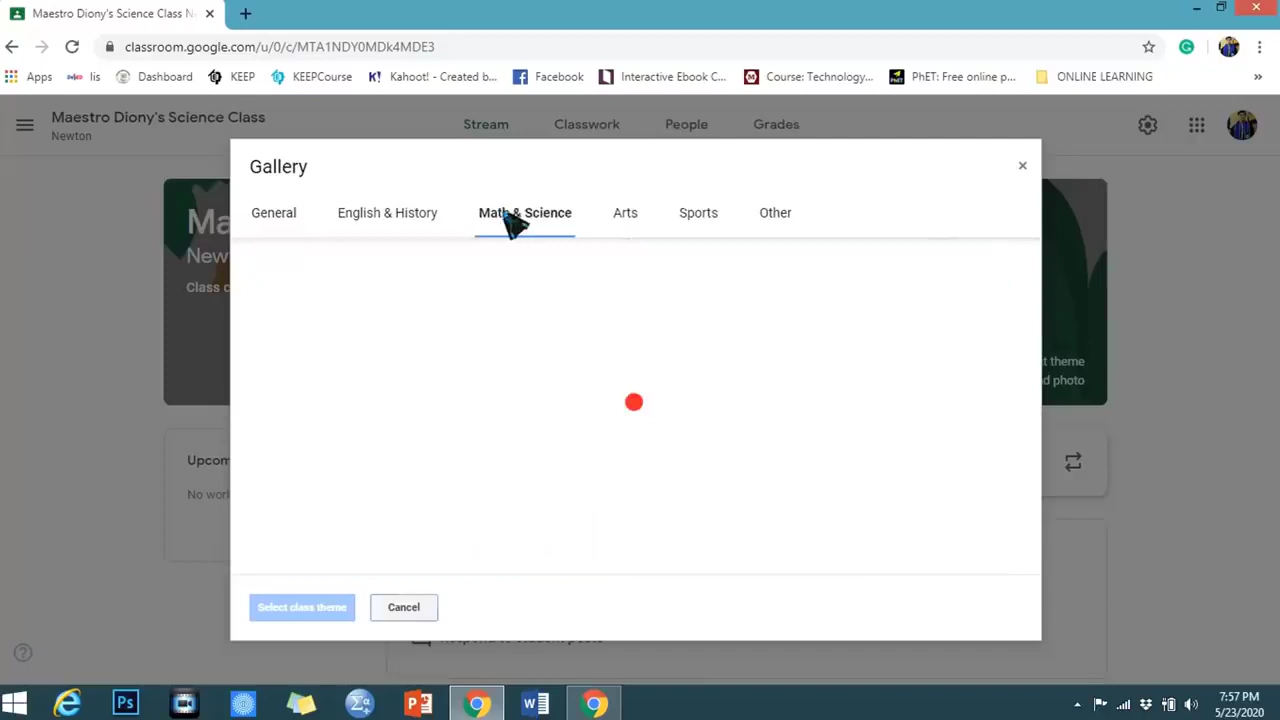 Maestro Diony's Science Class N
classroom.google.com/u/0/c/MTA1NDY0MDk4MDE3
Apps
lis
Dashboard
KEEP
KEEPCourse
Kahoot! - Created b...
Facebook
Interactive Ebook C...
Course: Technology...
PhET: Free online p...
ONLINE LEARNING
»
Maestro Diony's Science Class
Newton
Stream
Classwork
People
Grades
Gallery
×
General
English & History
Math & Science
Arts
Sports
Other
Ma
New
Class c
t theme
d photo
Upcom
No work
Select class theme
Cancel
7:57 PM
5/23/2020